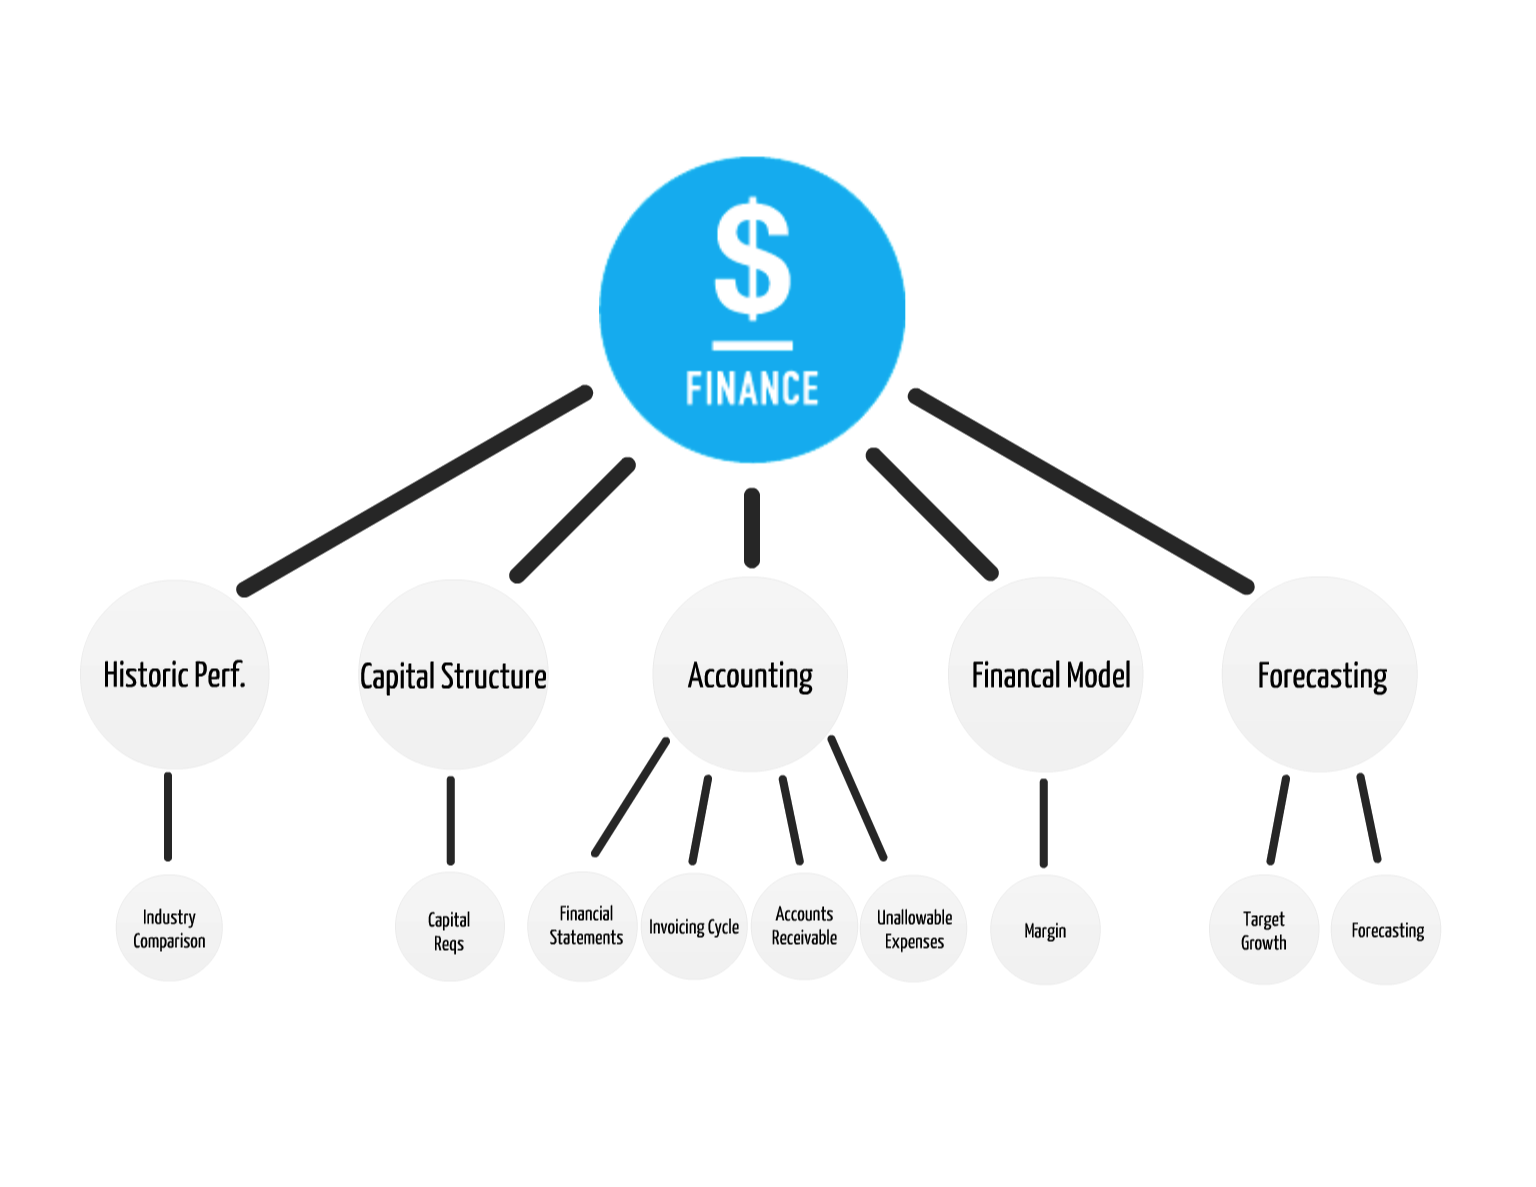 $
FINANCE
Historic Perf.
Capital Structure
Accounting
Financal Model
Forecasting
Industry
Comparison
Capital
Reqs
Financial
Statements
Invoicing Cycle
Accounts
Receivable
Unallowable
Expenses
Margin
Target
Growth
Forecasting